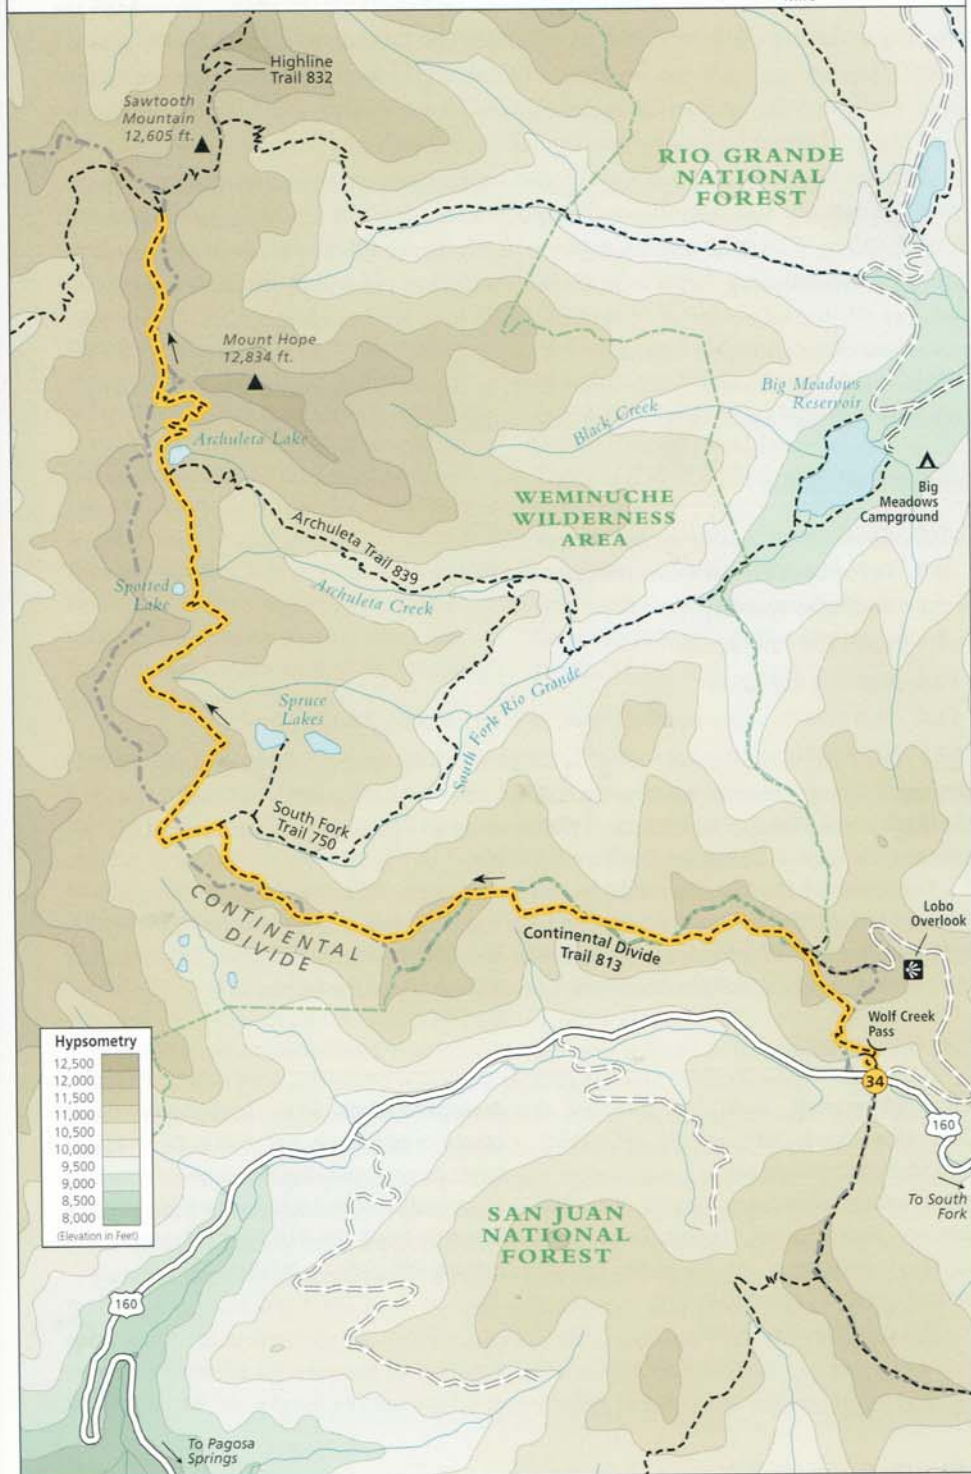 Highline
Trail 832
Sawtooth
Mountain
12,605 ft.
RIO GRANDE
NATIONAL
FOREST
Mount Hope
12,834 ft.
Big Meadows
Reservoir
Black Creek
Archuleta Lake
Big
Meadows
Campground
WEMINUCHE
WILDERNESS
AREA
Archuleta Trail 839
Spotted
Lake
Archuleta Creek
Spruce
Lakes
South Fork Rio Grande
South Fork
Trail 750
CONTINENTAL
DIVIDE
Lobo
Overlook
Continental Divide
Trail 813
Wolf Creek
Pass
34
160
To South
Fork
Hypsometry
12,500
12,000
11,500
11,000
10,500
10,000
9,500
9,000
8,500
8,000
(Elevation in Feet)
SAN JUAN
NATIONAL
FOREST
160
To Pagosa
Springs